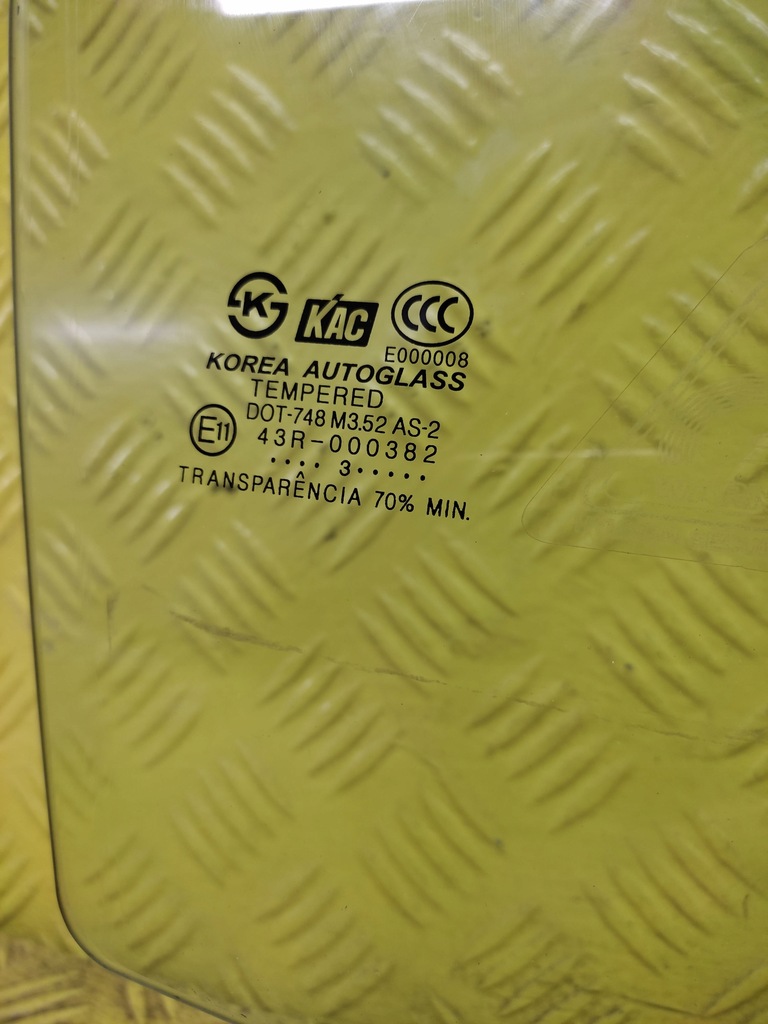 KS KAC CCC
E000008
KOREA AUTOGLASS
TEMPERED
DOT-748 M3.52 AS-2
E11 43R-000382
···· 3 ·····
TRANSPARÊNCIA 70% MIN.